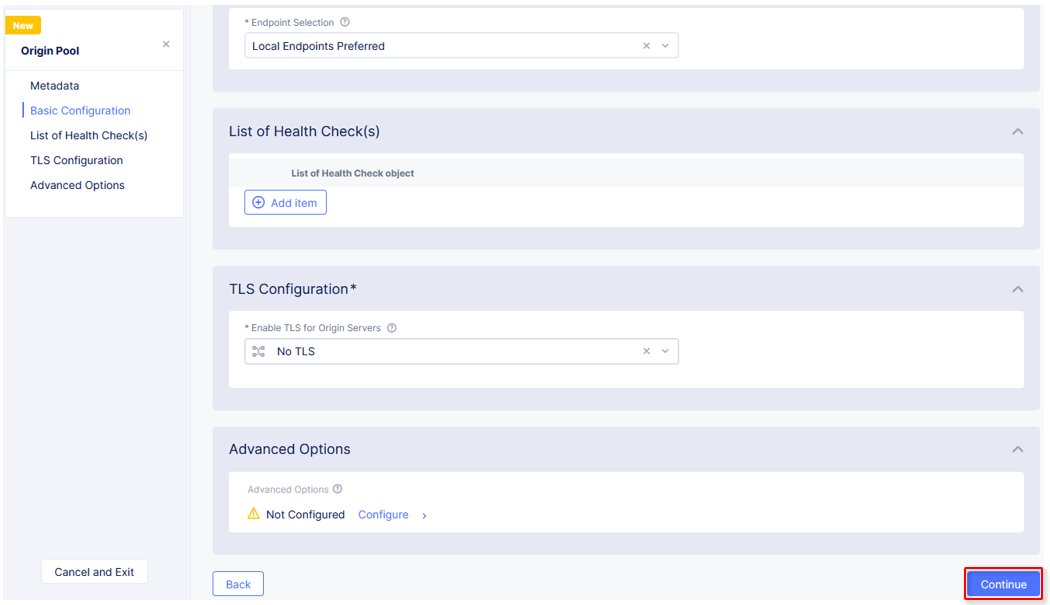 New
Origin Pool
Metadata
Basic Configuration
List of Health Check(s)
TLS Configuration
Advanced Options
Cancel and Exit
* Endpoint Selection
Local Endpoints Preferred
List of Health Check(s)
List of Health Check object
Add item
TLS Configuration*
* Enable TLS for Origin Servers
No TLS
Advanced Options
Advanced Options
Not Configured Configure
Back
Continue